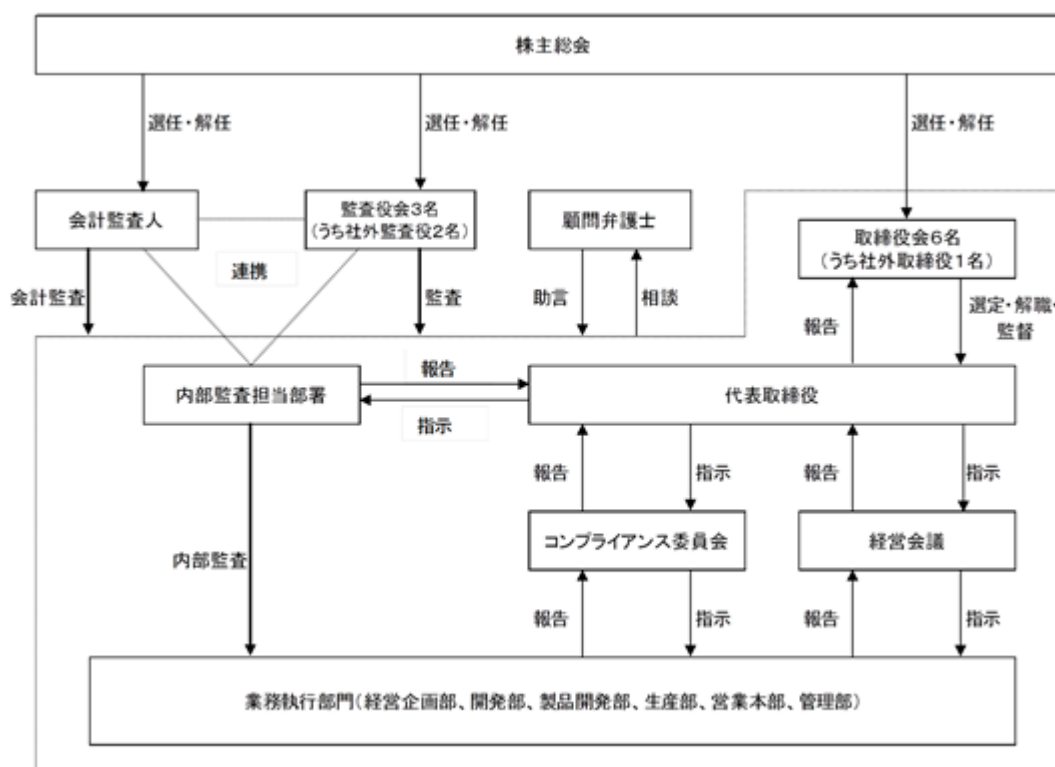 株主総会
選任・解任
選任・解任
選任・解任
会計監査人
監査役会3名
(うち社外監査役2名)
顧問弁護士
取締役会6名
(うち社外取締役1名)
連携
会計監査
監査
助言
相談
報告
選定・解職・
監督
内部監査担当部署
報告
指示
代表取締役
報告
指示
報告
指示
内部監査
コンプライアンス委員会
経営会議
報告
指示
報告
指示
業務執行部門(経営企画部、開発部、製品開発部、生産部、営業本部、管理部)